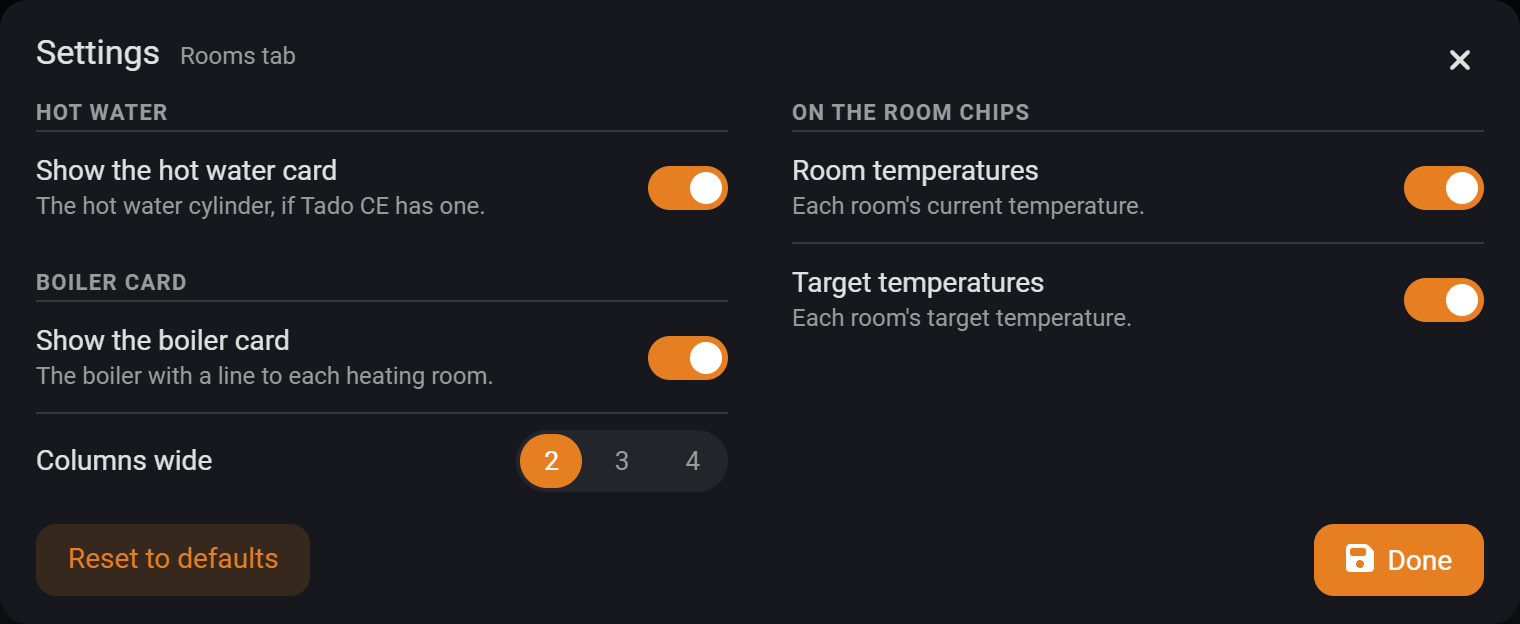 Settings Rooms tab
HOT WATER
Show the hot water card
The hot water cylinder, if Tado CE has one.
BOILER CARD
Show the boiler card
The boiler with a line to each heating room.
Columns wide
2 3 4
ON THE ROOM CHIPS
Room temperatures
Each room's current temperature.
Target temperatures
Each room's target temperature.
Reset to defaults
Done